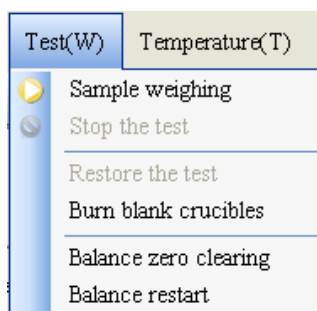 Test(W) Temperature(T)
Sample weighing
Stop the test
Restore the test
Burn blank crucibles
Balance zero clearing
Balance restart